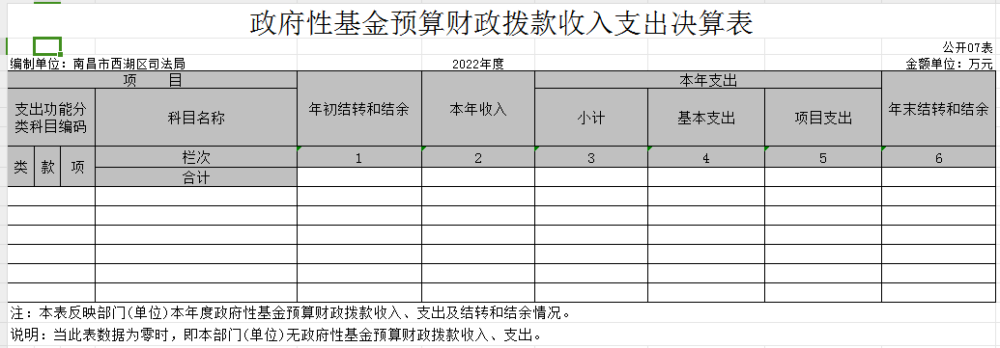 政府性基金预算财政拨款收入支出决算表
公开07表
编制单位：南昌市西湖区司法局 2022年度 金额单位：万元
项 目 年初结转和结余 本年收入 本年支出 年末结转和结余
支出功能分类科目编码 科目名称 小计 基本支出 项目支出
类 款 项 栏次 1 2 3 4 5 6
合计
注：本表反映部门(单位)本年度政府性基金预算财政拨款收入、支出及结转和结余情况。
说明：当此表数据为零时，即本部门(单位)无政府性基金预算财政拨款收入、支出。